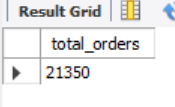 Result Grid
total_orders
21350